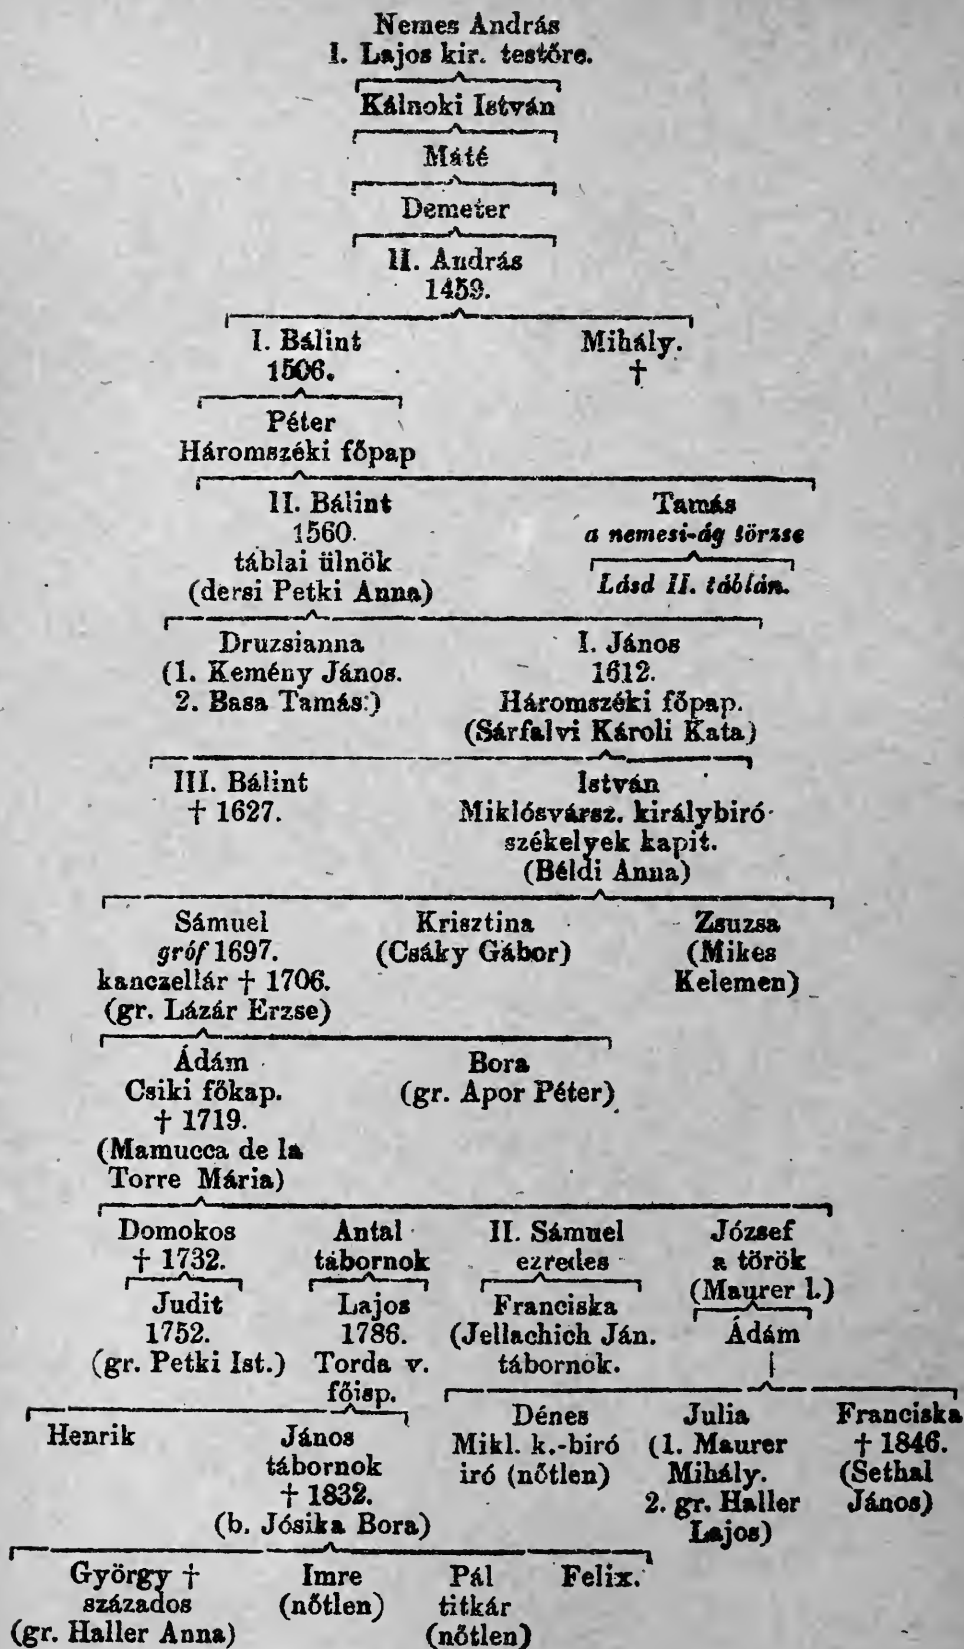 Nemes András
I. Lajos kir. testőre.
Kálnoki István
Máté
Demeter
II. András
1459.
I. Bálint Mihály.
1506. †
Péter
Háromszéki főpap
II. Bálint Tamás
1560. a nemesi-ág törzse
táblai ülnök Lásd II. táblán.
(dersi Petki Anna)
Druzsianna I. János
(1. Kemény János. 1612.
2. Basa Tamás:) Háromszéki főpap.
(Sárfalvi Károli Kata)
III. Bálint István
† 1627. Miklósvársz. királybiró
székelyek kapit.
(Béldi Anna)
Sámuel Krisztina Zsuzsa
gróf 1697. (Csáky Gábor) (Mikes
kanczellár † 1706. Kelemen)
(gr. Lázár Erzse)
Ádám Bora
Csiki főkap. (gr. Apor Péter)
† 1719.
(Mamucca de la
Torre Mária)
Domokos Antal II. Sámuel József
† 1732. tábornok ezredes a török
(Maurer l.)
Judit Lajos Franciska Ádám
1752. 1786. (Jellachich Ján.
(gr. Petki Ist.) Torda v. tábornok.
főisp.
Henrik János Dénes Julia Franciska
tábornok Mikl. k.-biró (1. Maurer † 1846.
† 1832. iró (nőtlen) Mihály. (Sethal
(b. Jósika Bora) 2. gr. Haller János)
Lajos)
György † Imre Pál Felix.
százados (nőtlen) titkár
(gr. Haller Anna) (nőtlen)